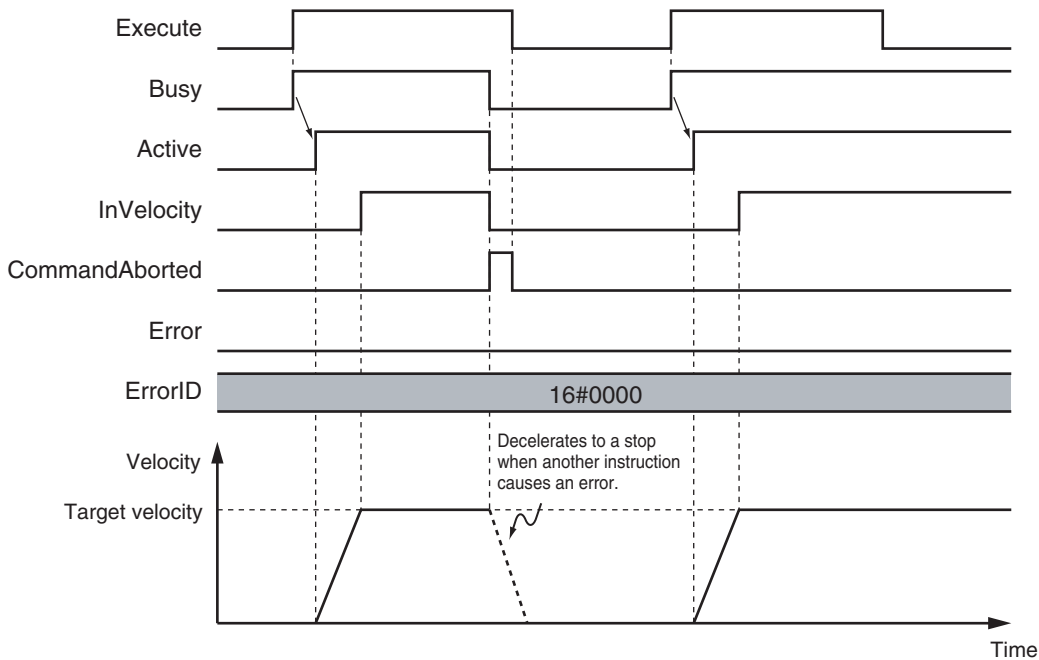 Execute
Busy
Active
InVelocity
CommandAborted
Error
ErrorID
16#0000
Decelerates to a stop
when another instruction
causes an error.
Velocity
Target velocity
Time